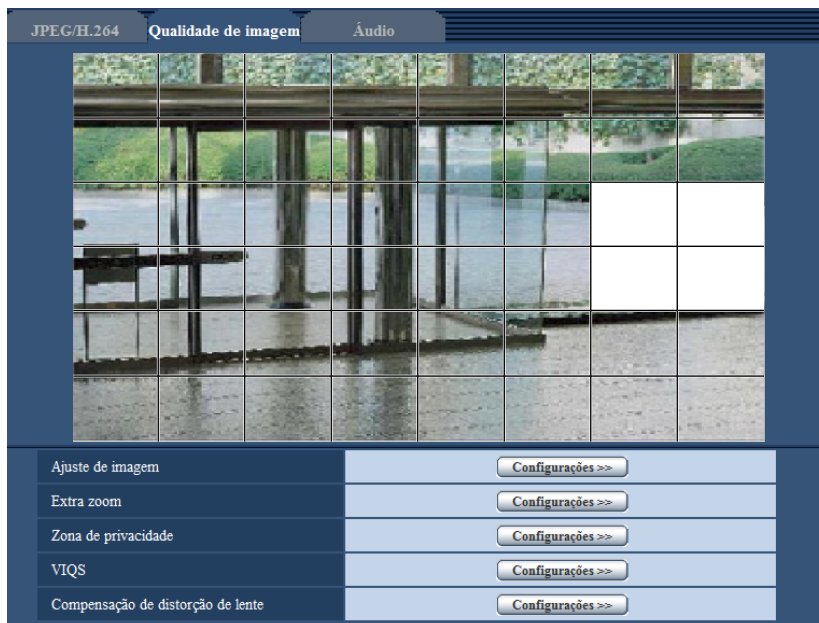 JPEG/H.264 Qualidade de imagem Áudio
Ajuste de imagem Configurações >>
Extra zoom Configurações >>
Zona de privacidade Configurações >>
VIQS Configurações >>
Compensação de distorção de lente Configurações >>